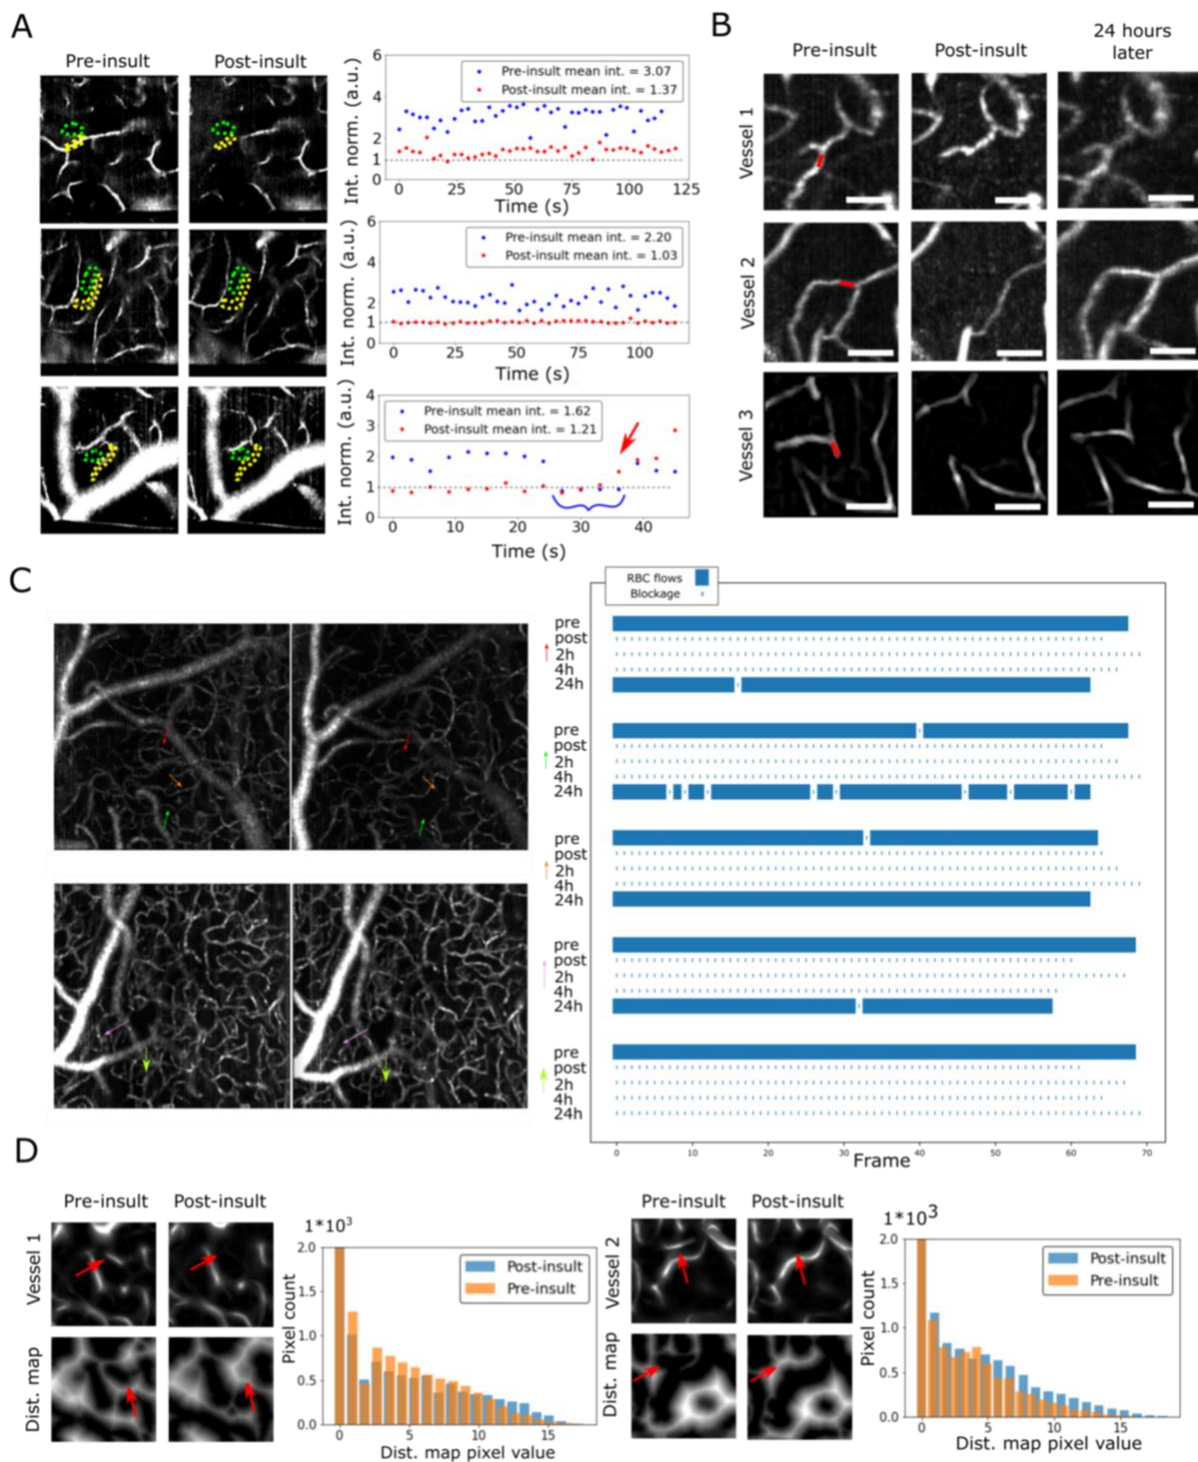 A
Pre-insult
Post-insult
Int. norm. (a.u.)
6
4
2
1
0
Pre-insult mean int. = 3.07
Post-insult mean int. = 1.37
0 25 50 75 100 125
Time (s)
Int. norm. (a.u.)
6
4
2
1
0
Pre-insult mean int. = 2.20
Post-insult mean int. = 1.03
0 25 50 75 100
Time (s)
Int. norm. (a.u.)
4
3
2
1
0
Pre-insult mean int. = 1.62
Post-insult mean int. = 1.21
0 10 20 30 40
Time (s)
B
Pre-insult
Post-insult
24 hours
later
Vessel 1
Vessel 2
Vessel 3
C
RBC flows
Blockage
pre
post
2h
4h
24h
pre
post
2h
4h
24h
pre
post
2h
4h
24h
pre
post
2h
4h
24h
pre
post
2h
4h
24h
0 10 20 30 40 50 60 70
Frame
D
Pre-insult
Post-insult
Vessel 1
Dist. map
1*10³
Pixel count
2.0
1.5
1.0
0.5
0.0
Post-insult
Pre-insult
0 5 10 15
Dist. map pixel value
Pre-insult
Post-insult
Vessel 2
Dist. map
1*10³
Pixel count
2.0
1.5
1.0
0.5
0.0
Post-insult
Pre-insult
0 5 10 15
Dist. map pixel value